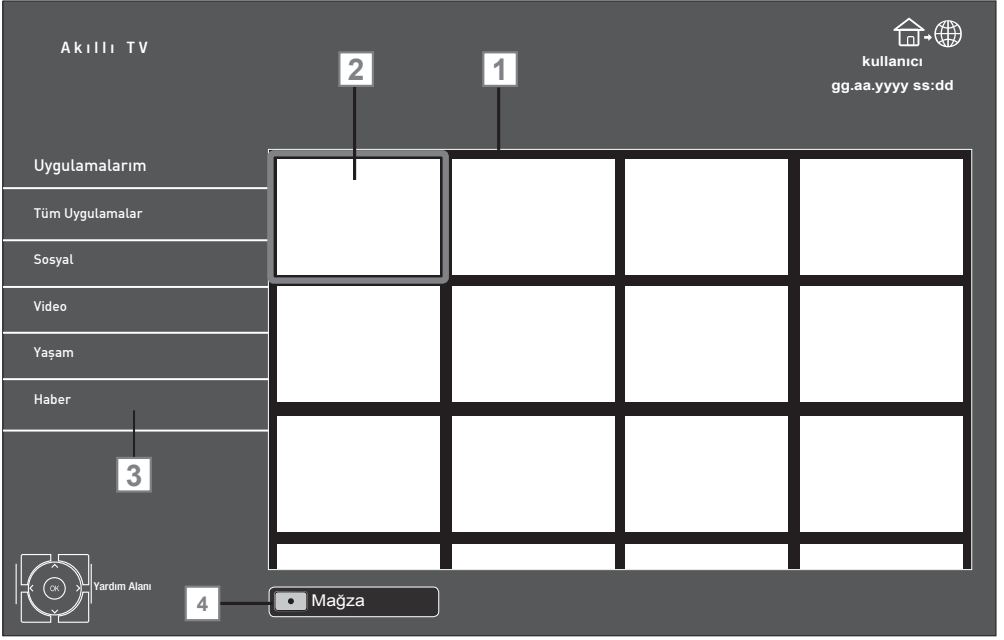 Akıllı TV
kullanıcı
gg.aa.yyyy ss:dd
2
1
Uygulamalarım
Tüm Uygulamalar
Sosyal
Video
Yaşam
Haber
3
OK
Yardım Alanı
4
Mağza